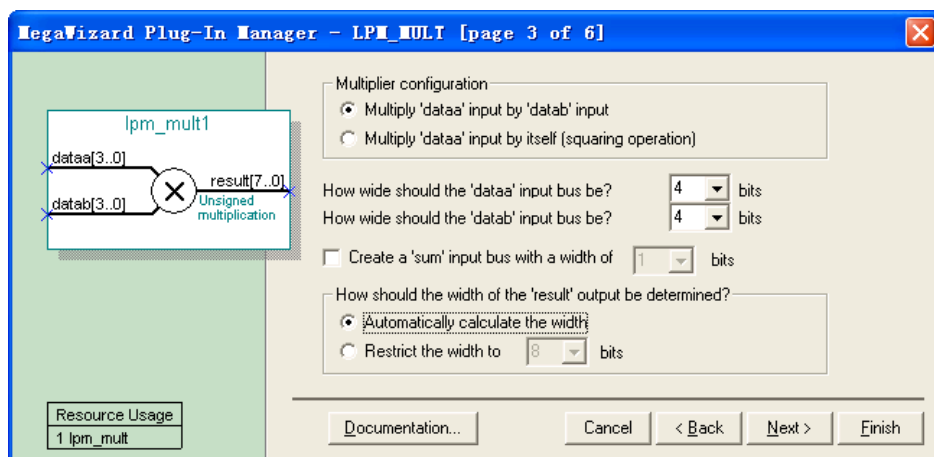 MegaWizard Plug-In Manager - LPM_MULT [page 3 of 6]
lpm_mult1
dataa[3..0]
result[7..0]
datab[3..0]
Unsigned
multiplication
Resource Usage
1 lpm_mult
Multiplier configuration
Multiply 'dataa' input by 'datab' input
Multiply 'dataa' input by itself (squaring operation)
How wide should the 'dataa' input bus be? 4 bits
How wide should the 'datab' input bus be? 4 bits
Create a 'sum' input bus with a width of 1 bits
How should the width of the 'result' output be determined?
Automatically calculate the width
Restrict the width to 8 bits
Documentation... Cancel < Back Next > Finish